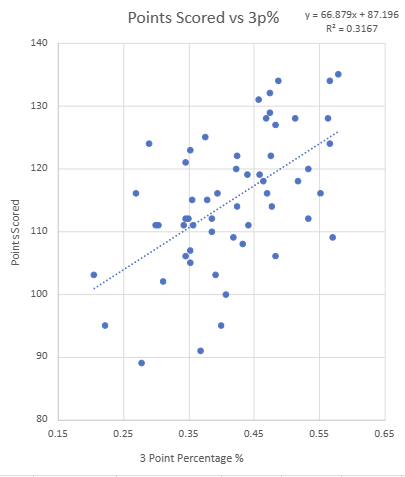 Points Scored vs 3p%
y = 66.879x + 87.196
R² = 0.3167
140
130
120
110
100
90
80
Points Scored
0.15 0.25 0.35 0.45 0.55 0.65
3 Point Percentage %